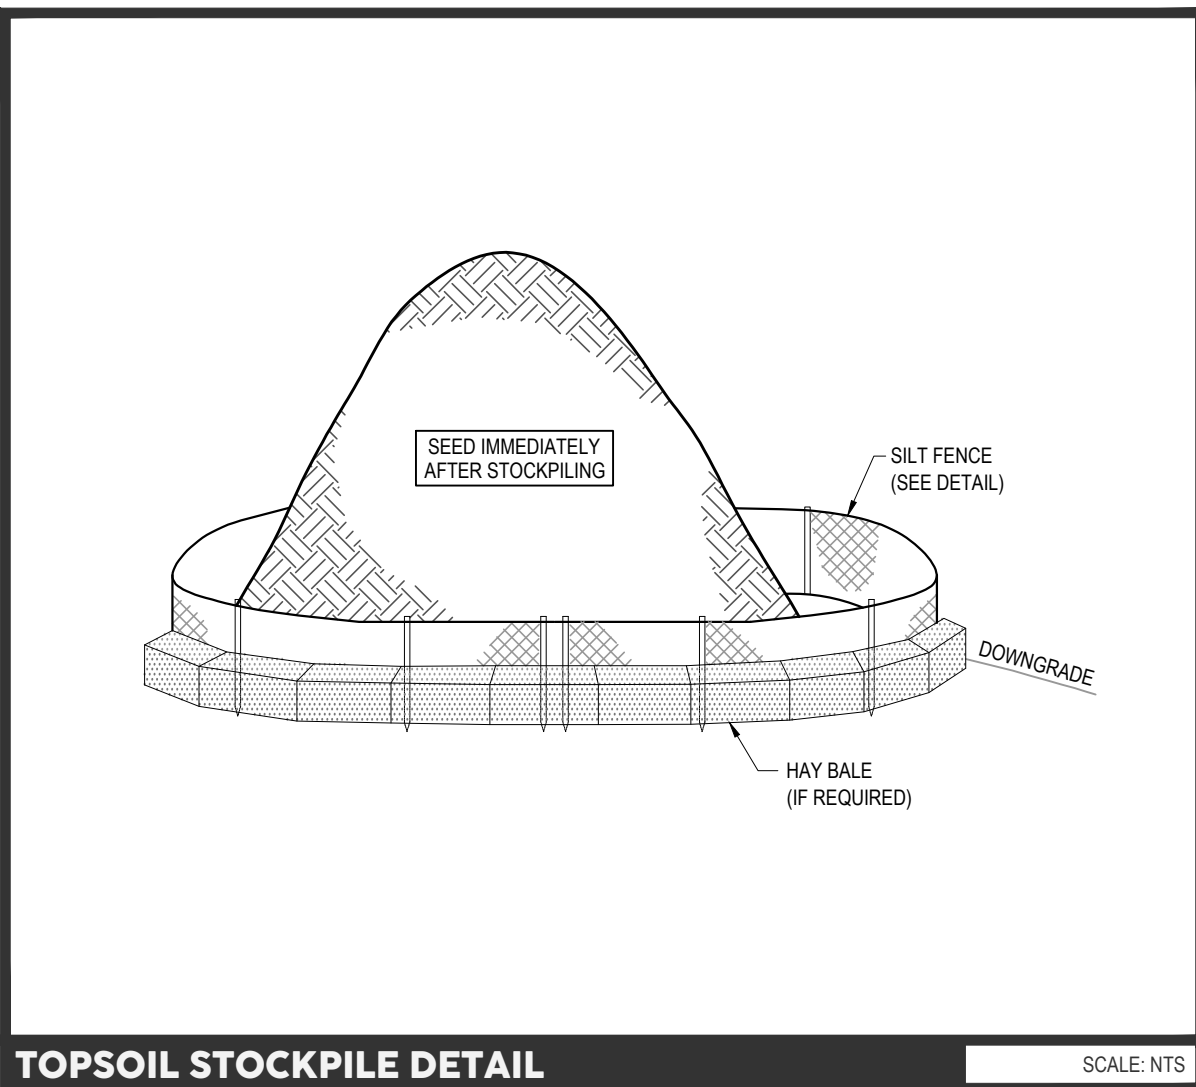 SEED IMMEDIATELY
AFTER STOCKPILING
SILT FENCE
(SEE DETAIL)
DOWNGRADE
HAY BALE
(IF REQUIRED)
TOPSOIL STOCKPILE DETAIL
SCALE: NTS